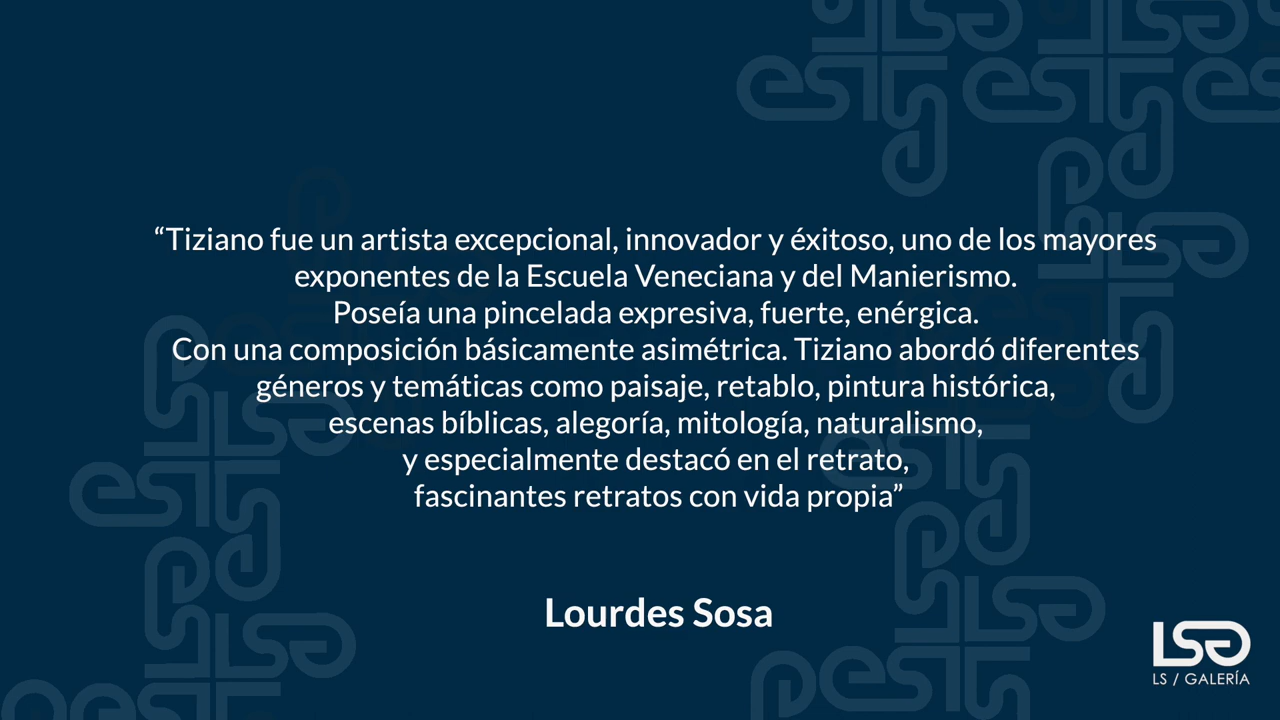 “Tiziano fue un artista excepcional, innovador y éxitoso, uno de los mayores
exponentes de la Escuela Veneciana y del Manierismo.
Poseía una pincelada expresiva, fuerte, enérgica.
Con una composición básicamente asimétrica. Tiziano abordó diferentes
géneros y temáticas como paisaje, retablo, pintura histórica,
escenas bíblicas, alegoría, mitología, naturalismo,
y especialmente destacó en el retrato,
fascinantes retratos con vida propia”
Lourdes Sosa
LSG
LS / GALERÍA